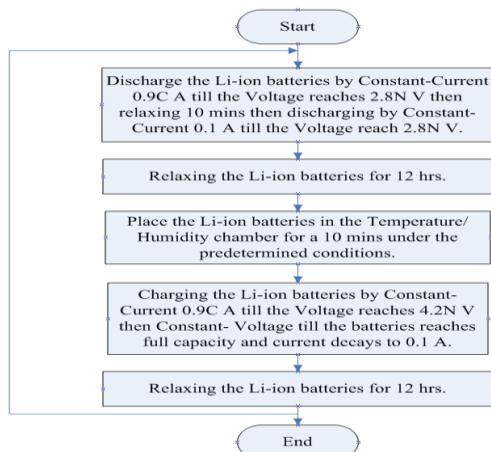 Start
Discharge the Li-ion batteries by Constant-Current
0.9C A till the Voltage reaches 2.8N V then
relaxing 10 mins then discharging by Constant-
Current 0.1 A till the Voltage reach 2.8N V.
Relaxing the Li-ion batteries for 12 hrs.
Place the Li-ion batteries in the Temperature/
Humidity chamber for a 10 mins under the
predetermined conditions.
Charging the Li-ion batteries by Constant-
Current 0.9C A till the Voltage reaches 4.2N V
then Constant- Voltage till the batteries reaches
full capacity and current decays to 0.1 A.
Relaxing the Li-ion batteries for 12 hrs.
End